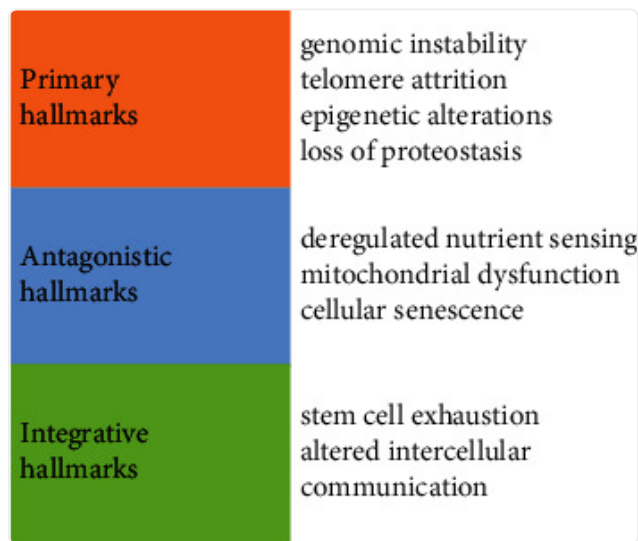 Primary
hallmarks
genomic instability
telomere attrition
epigenetic alterations
loss of proteostasis
Antagonistic
hallmarks
deregulated nutrient sensing
mitochondrial dysfunction
cellular senescence
Integrative
hallmarks
stem cell exhaustion
altered intercellular
communication